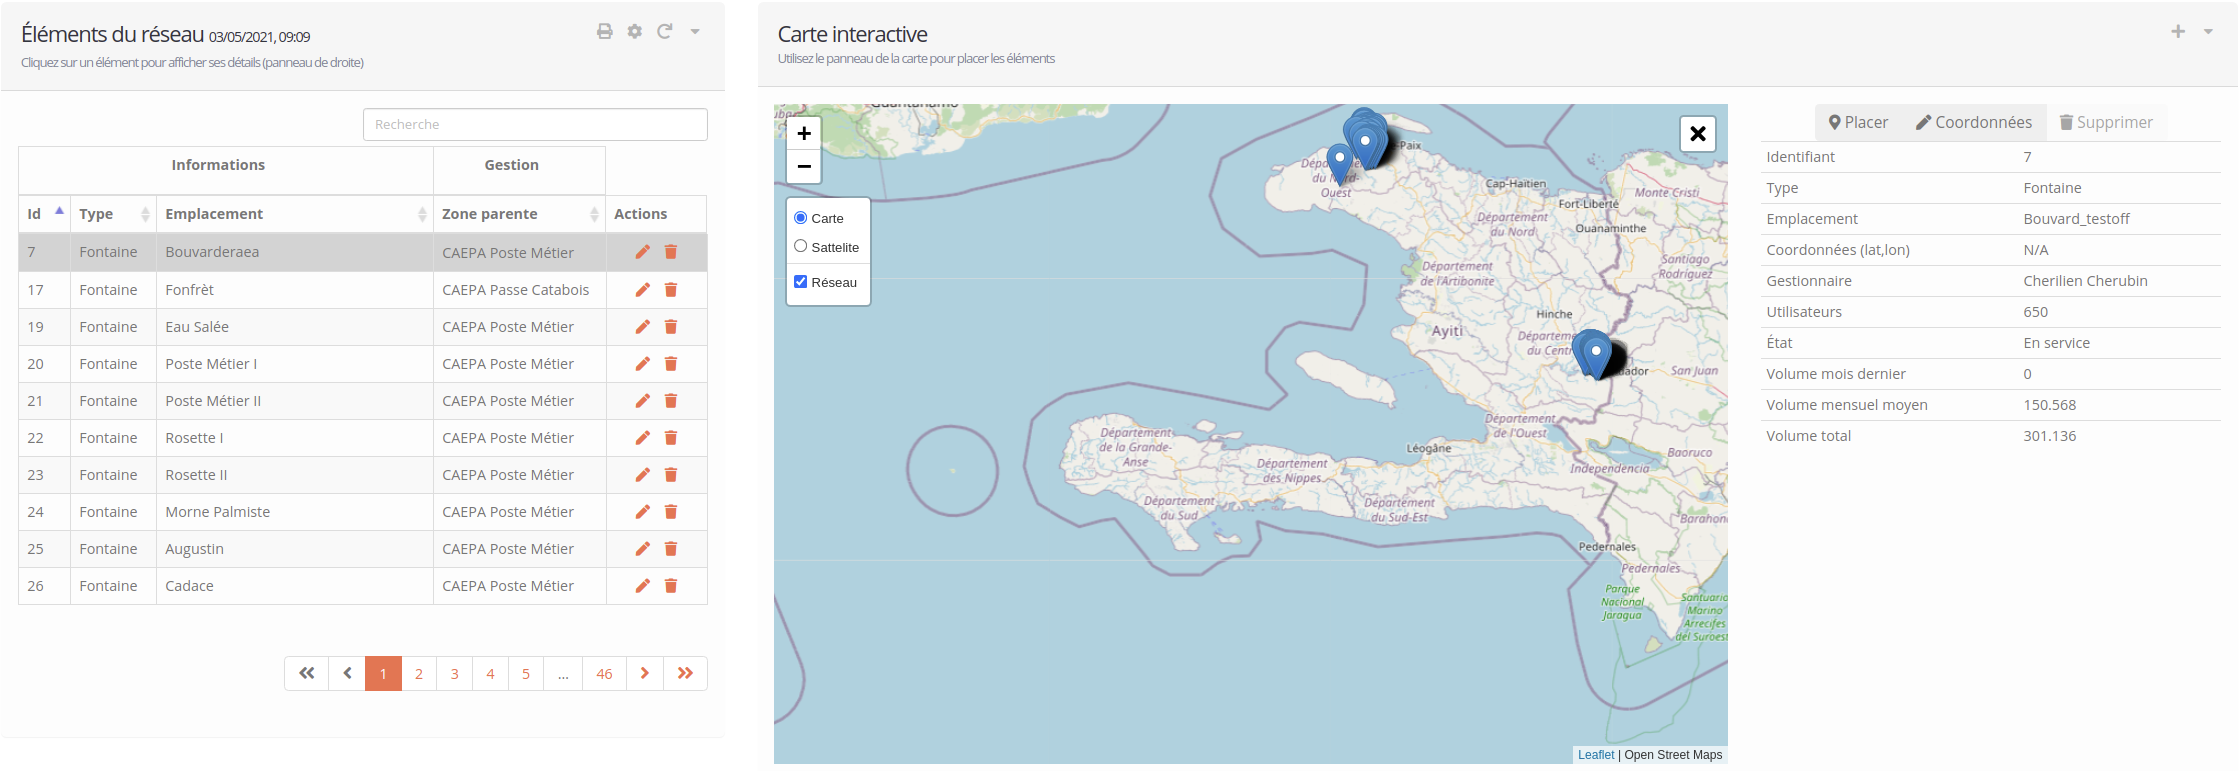 Éléments du réseau 03/05/2021, 09:09
Cliquez sur un élément pour afficher ses détails (panneau de droite)
Recherche
Informations Gestion
Id Type Emplacement Zone parente Actions
7 Fontaine Bouvarderaea CAEPA Poste Métier
17 Fontaine Fonfrèt CAEPA Passe Catabois
19 Fontaine Eau Salée CAEPA Poste Métier
20 Fontaine Poste Métier I CAEPA Poste Métier
21 Fontaine Poste Métier II CAEPA Poste Métier
22 Fontaine Rosette I CAEPA Poste Métier
23 Fontaine Rosette II CAEPA Poste Métier
24 Fontaine Morne Palmiste CAEPA Poste Métier
25 Fontaine Augustin CAEPA Poste Métier
26 Fontaine Cadace CAEPA Poste Métier
1 2 3 4 5 ... 46
Carte interactive
Utilisez le panneau de la carte pour placer les éléments
+
−
Carte
Sattelite
Réseau
Guantánamo
-Paix
du Nord-
Ouest
Cap-Haïtien
Fort-Liberté
Monte Cristi
Département
du Nord
Ouanaminthe
Santiago
Rodríguez
Département
de l'Artibonite
Hinche
Ayiti
du Cent
San Juan
Département
de l'Ouest
Léogâne
Département
de la Grande-
Anse
Département
des Nippes
Independencia
Baoruco
Département
du Sud
Département
du Sud-Est
Barahon
Pedernales
Pedernales
Parque
Nacional
Jaragua
Santuario
Marino
Arrecifes
del Suroest
Leaflet | Open Street Maps
Placer Coordonnées Supprimer
Identifiant 7
Type Fontaine
Emplacement Bouvard_testoff
Coordonnées (lat,lon) N/A
Gestionnaire Cherilien Cherubin
Utilisateurs 650
État En service
Volume mois dernier 0
Volume mensuel moyen 150.568
Volume total 301.136